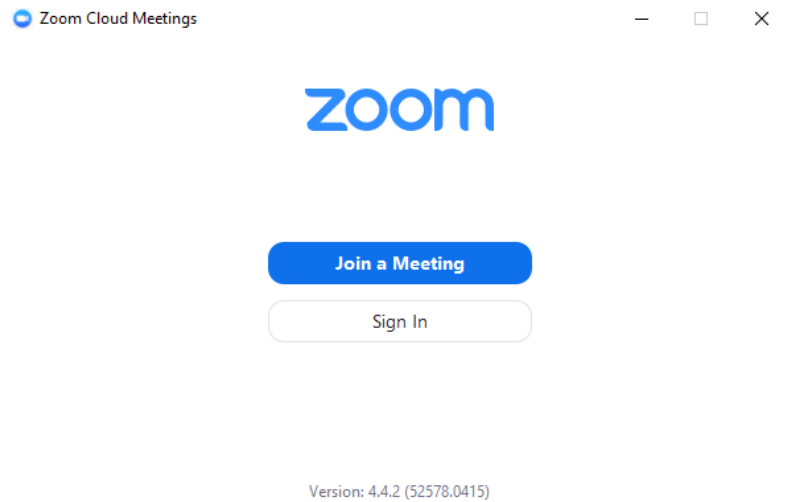 Zoom Cloud Meetings
zoom
Join a Meeting
Sign In
Version: 4.4.2 (52578.0415)